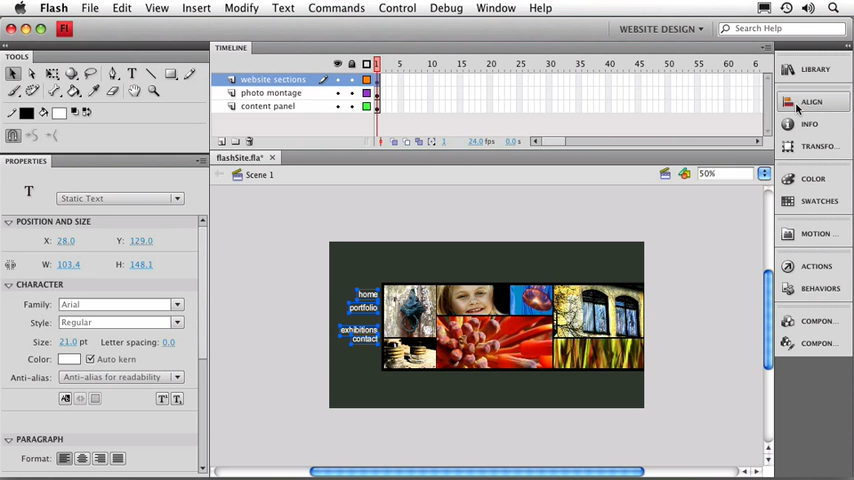 Flash File Edit View Insert Modify Text Commands Control Debug Window Help
Fl WEBSITE DESIGN Search Help
TOOLS
TIMELINE
1 5 10 15 20 25 30 35 40 45 50 55 60 6
website sections
photo montage
content panel
1 24.0 fps 0.0 s
flashSite.fla*
Scene 1
50%
PROPERTIES
T
Static Text
POSITION AND SIZE
X: 28.0 Y: 129.0
W: 103.4 H: 148.1
CHARACTER
Family: Arial
Style: Regular
Size: 21.0 pt Letter spacing: 0.0
Color: Auto kern
Anti-alias: Anti-alias for readability
PARAGRAPH
Format:
home
portfolio
exhibitions
contact
LIBRARY
ALIGN
INFO
TRANSFO...
COLOR
SWATCHES
MOTION ...
ACTIONS
BEHAVIORS
COMPON...
COMPON...